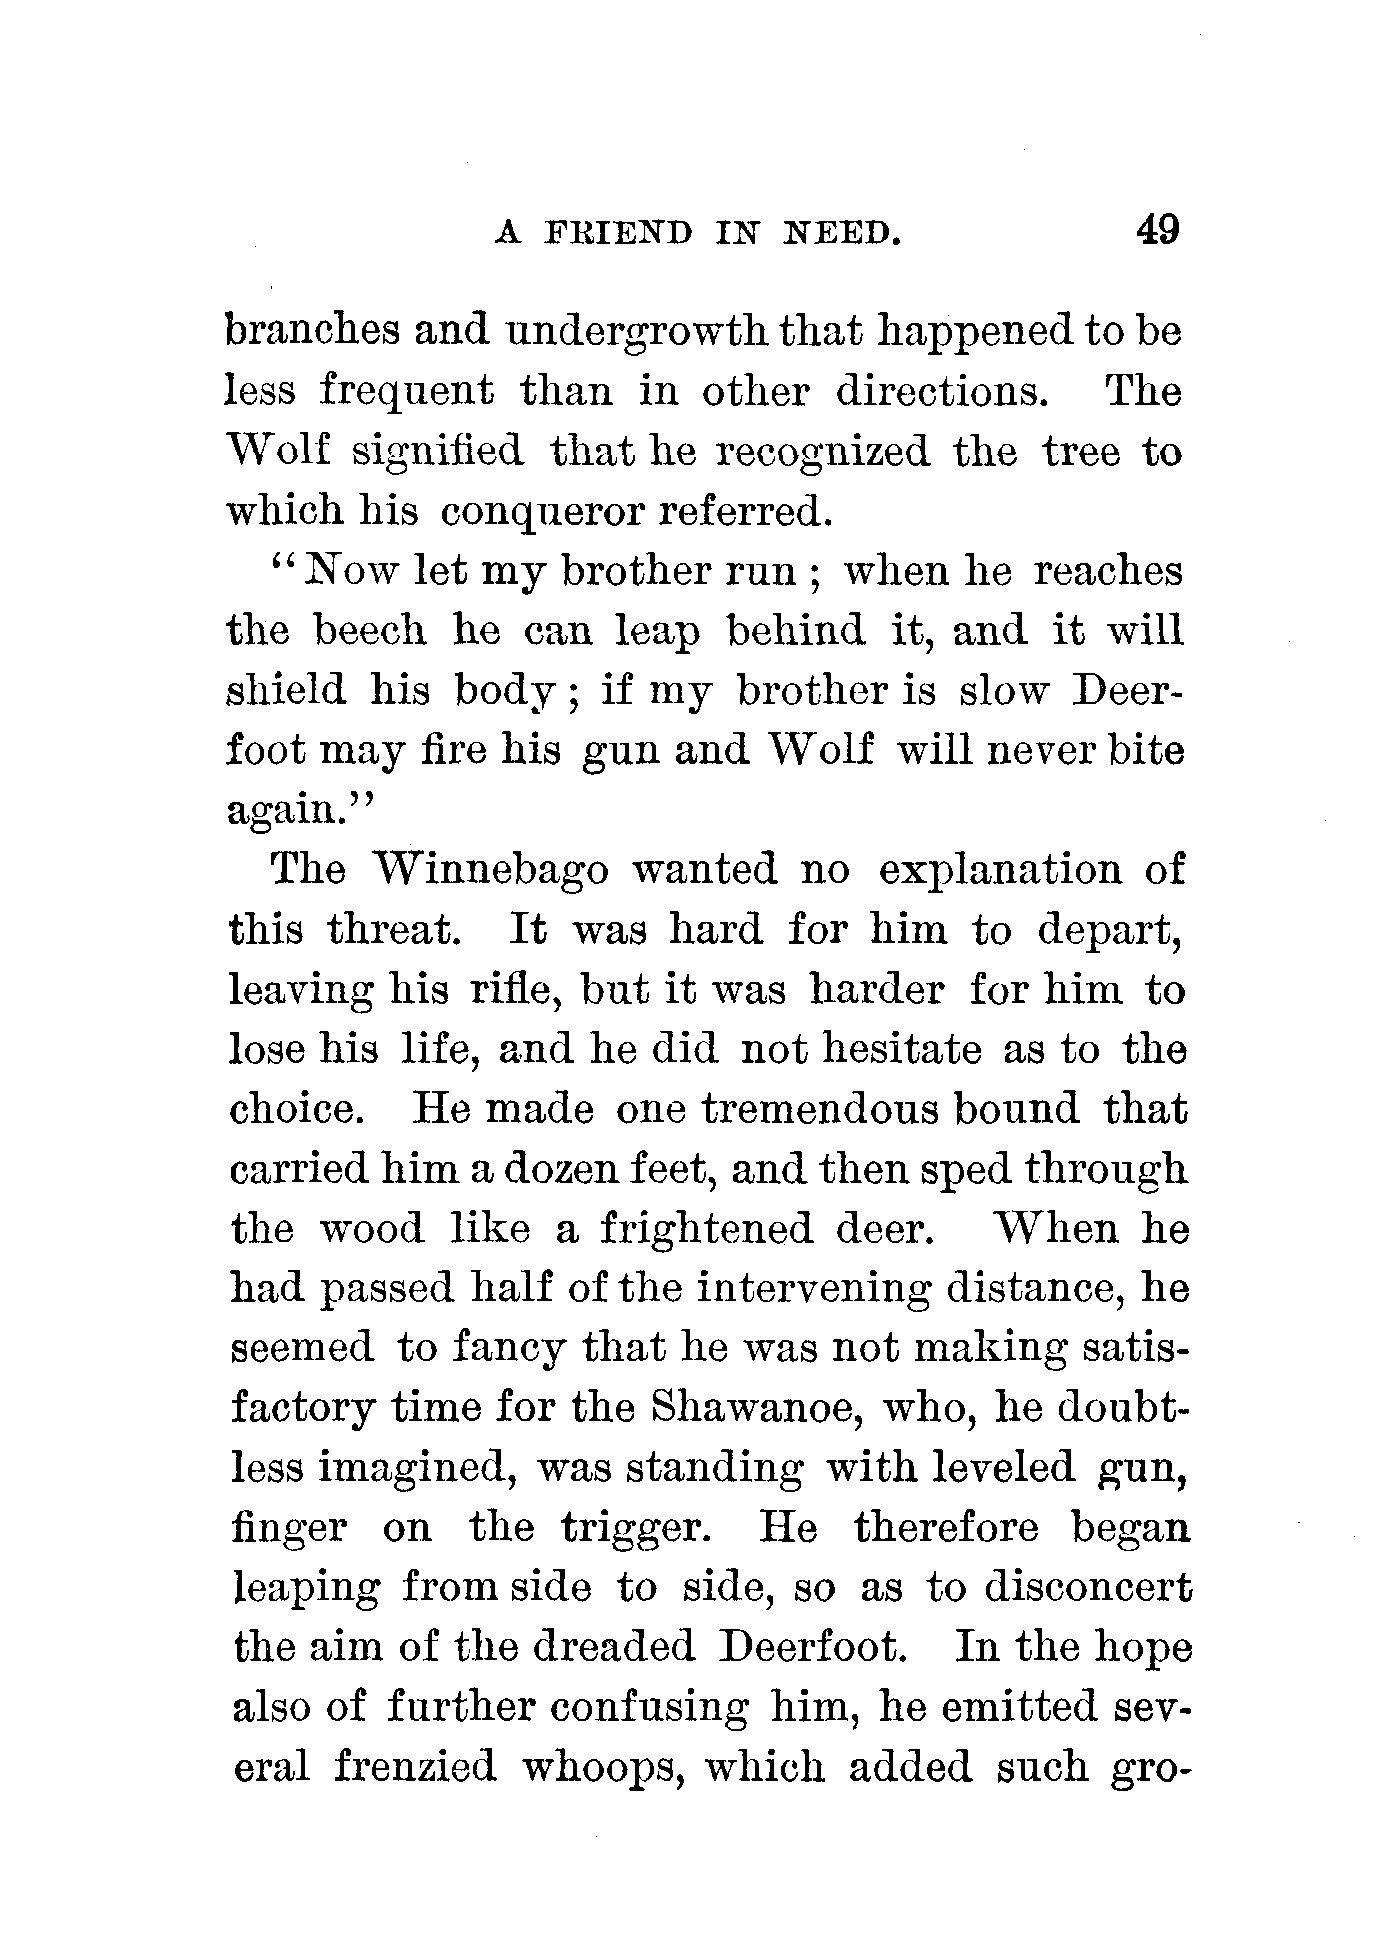 A FRIEND IN NEED. 49
branches and undergrowth that happened to be
less frequent than in other directions. The
Wolf signified that he recognized the tree to
which his conqueror referred.
“Now let my brother run ; when he reaches
the beech he can leap behind it, and it will
shield his body ; if my brother is slow Deer-
foot may fire his gun and Wolf will never bite
again.”
The Winnebago wanted no explanation of
this threat. It was hard for him to depart,
leaving his rifle, but it was harder for him to
lose his life, and he did not hesitate as to the
choice. He made one tremendous bound that
carried him a dozen feet, and then sped through
the wood like a frightened deer. When he
had passed half of the intervening distance, he
seemed to fancy that he was not making satis-
factory time for the Shawanoe, who, he doubt-
less imagined, was standing with leveled gun,
finger on the trigger. He therefore began
leaping from side to side, so as to disconcert
the aim of the dreaded Deerfoot. In the hope
also of further confusing him, he emitted sev-
eral frenzied whoops, which added such gro-